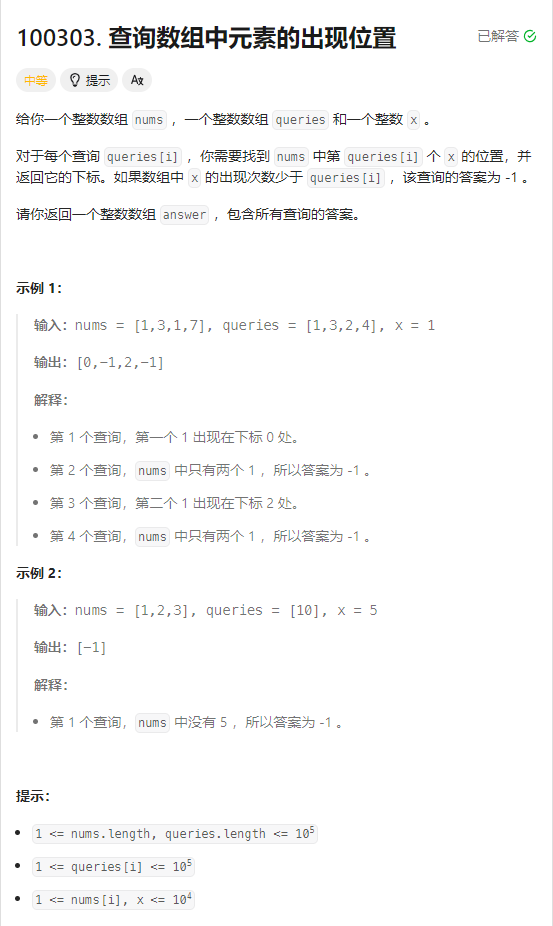 100303. 查询数组中元素的出现位置
已解答
中等
提示
给你一个整数数组 nums ，一个整数数组 queries 和一个整数 x 。
对于每个查询 queries[i] ，你需要找到 nums 中第 queries[i] 个 x 的位置，并
返回它的下标。如果数组中 x 的出现次数少于 queries[i] ，该查询的答案为 -1 。
请你返回一个整数数组 answer ，包含所有查询的答案。
示例 1：
输入：nums = [1,3,1,7], queries = [1,3,2,4], x = 1
输出：[0,-1,2,-1]
解释：
• 第 1 个查询，第一个 1 出现在下标 0 处。
• 第 2 个查询，nums 中只有两个 1 ，所以答案为 -1 。
• 第 3 个查询，第二个 1 出现在下标 2 处。
• 第 4 个查询，nums 中只有两个 1 ，所以答案为 -1 。
示例 2：
输入：nums = [1,2,3], queries = [10], x = 5
输出：[-1]
解释：
• 第 1 个查询，nums 中没有 5 ，所以答案为 -1 。
提示：
• 1 <= nums.length, queries.length <= 10⁵
• 1 <= queries[i] <= 10⁵
• 1 <= nums[i], x <= 10⁴